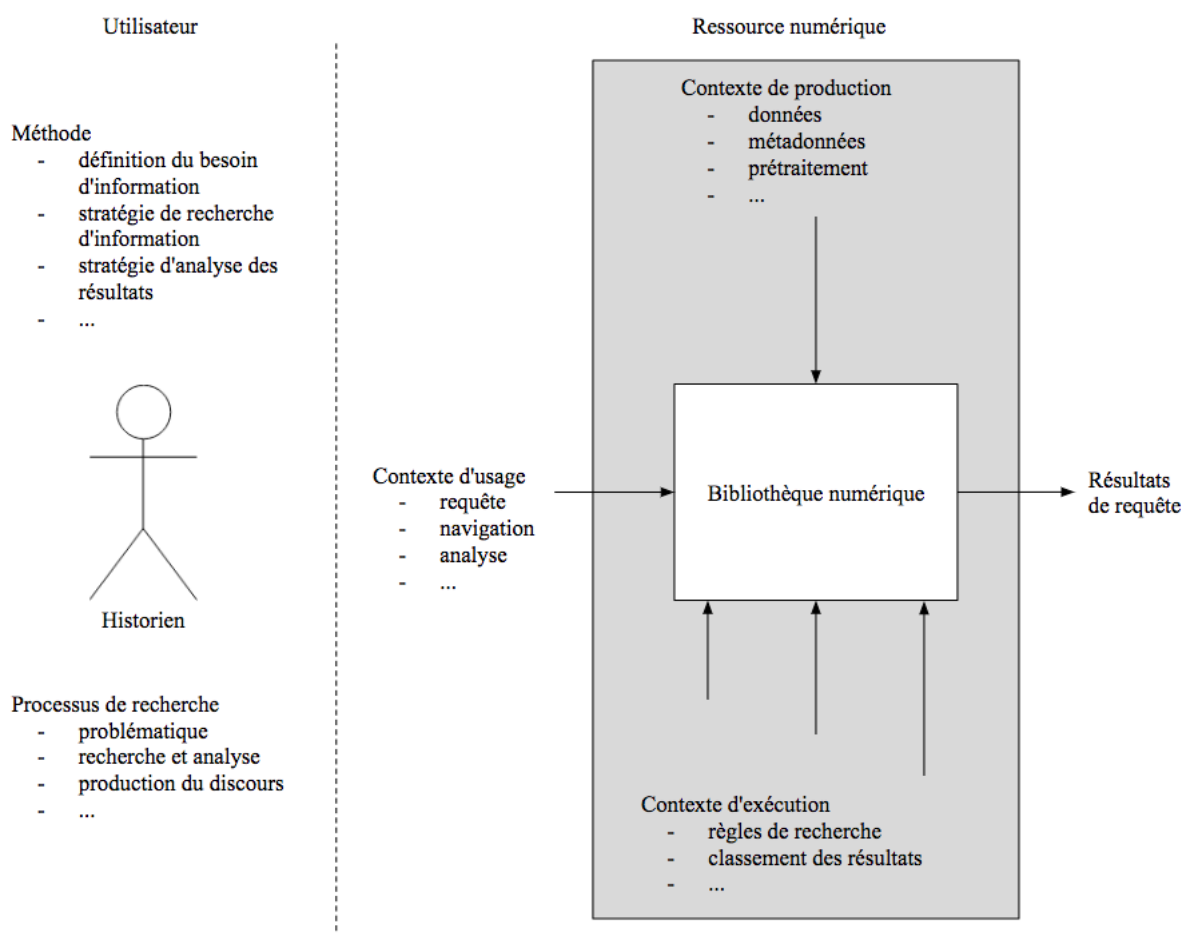 Utilisateur
Méthode
- définition du besoin
d'information
- stratégie de recherche
d'information
- stratégie d'analyse des
résultats
- ...
Historien
Processus de recherche
- problématique
- recherche et analyse
- production du discours
- ...
Ressource numérique
Contexte de production
- données
- métadonnées
- prétraitement
- ...
Contexte d'usage
- requête
- navigation
- analyse
- ...
Bibliothèque numérique
Résultats
de requête
Contexte d'exécution
- règles de recherche
- classement des résultats
- ...